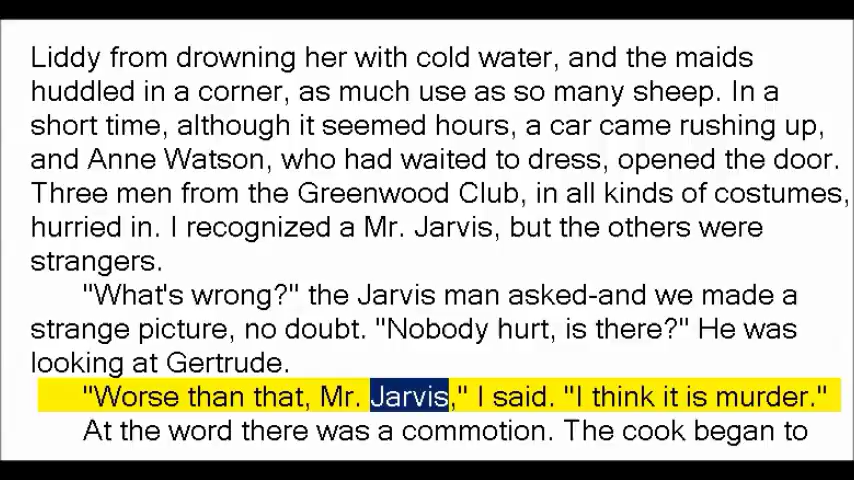 Liddy from drowning her with cold water, and the maids
huddled in a corner, as much use as so many sheep. In a
short time, although it seemed hours, a car came rushing up,
and Anne Watson, who had waited to dress, opened the door.
Three men from the Greenwood Club, in all kinds of costumes,
hurried in. I recognized a Mr. Jarvis, but the others were
strangers.
"What's wrong?" the Jarvis man asked-and we made a
strange picture, no doubt. "Nobody hurt, is there?" He was
looking at Gertrude.
"Worse than that, Mr. Jarvis," I said. "I think it is murder."
At the word there was a commotion. The cook began to